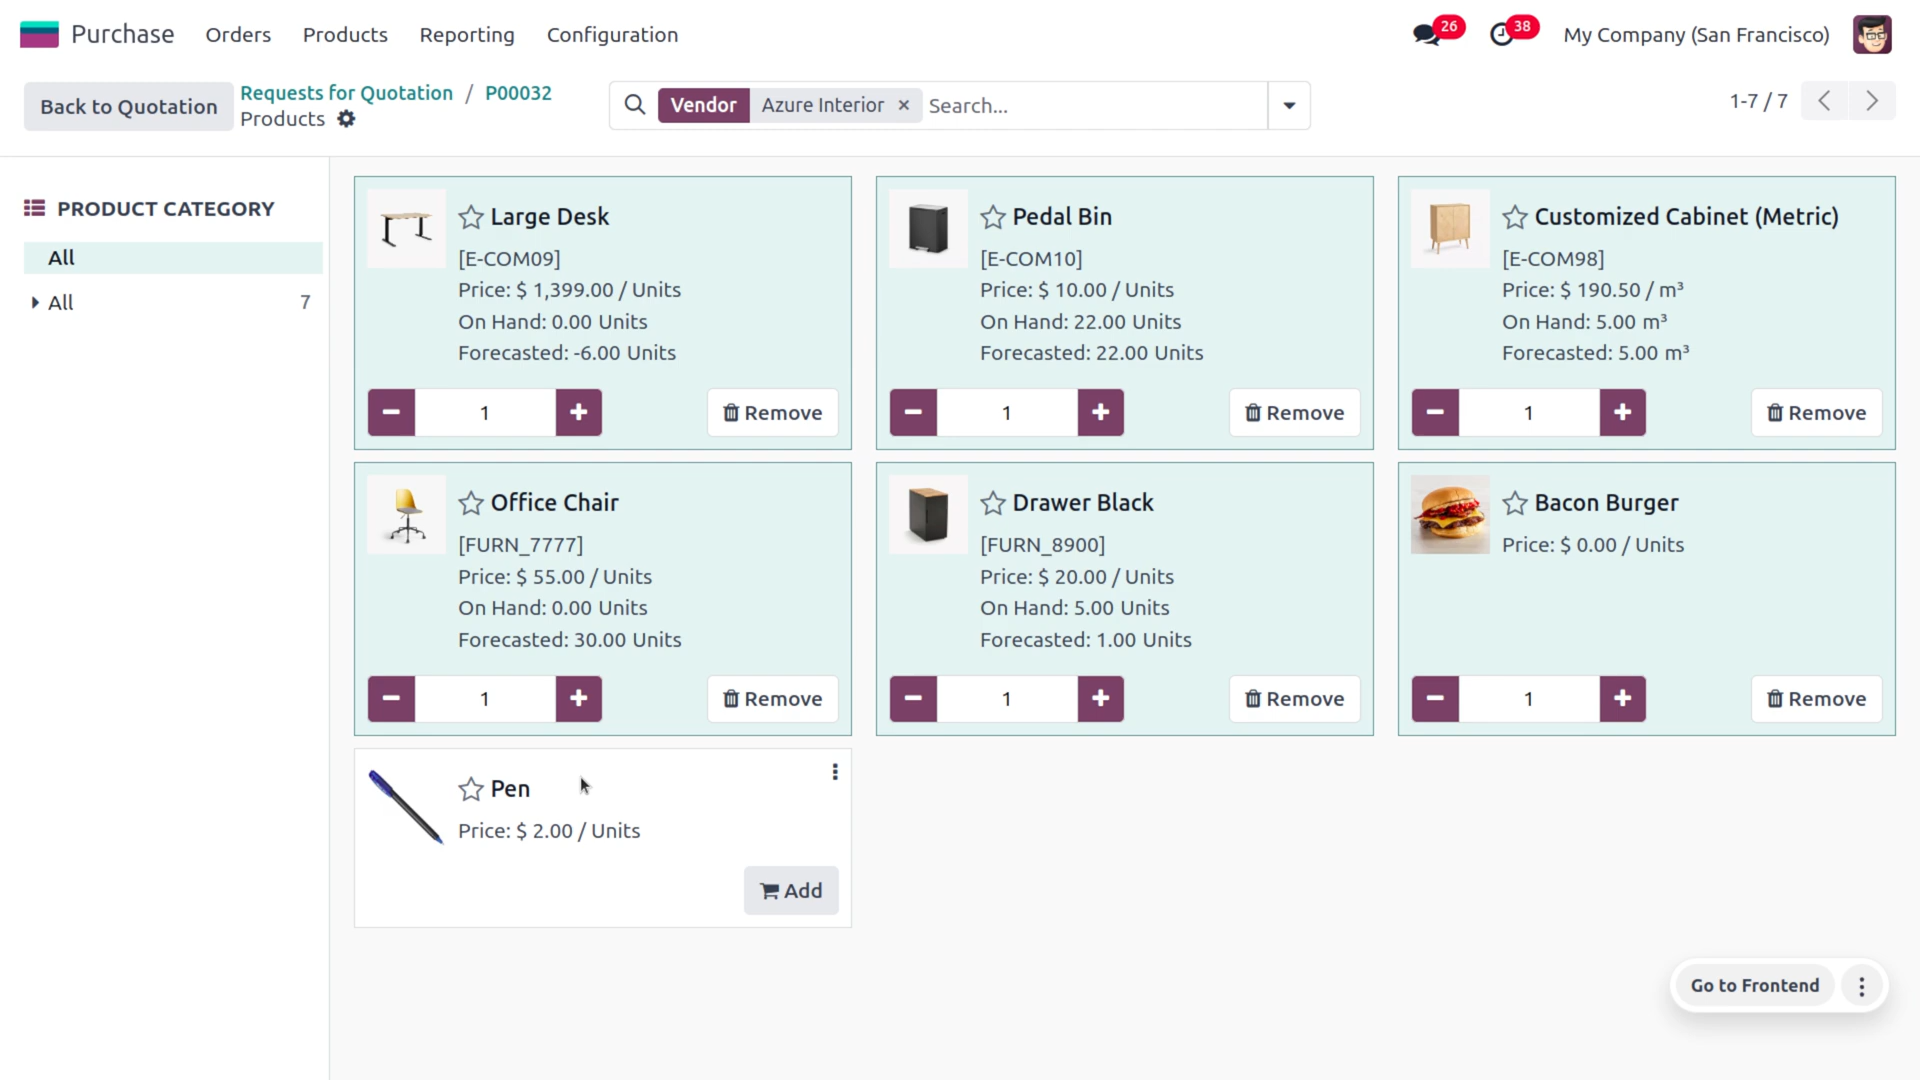 Purchase Orders Products Reporting Configuration 26 38 My Company (San Francisco)
Back to Quotation Requests for Quotation / P00032
Products
Vendor Azure Interior × Search...
1-7 / 7
PRODUCT CATEGORY
All
All 7
Large Desk
[E-COM09]
Price: $ 1,399.00 / Units
On Hand: 0.00 Units
Forecasted: -6.00 Units
1 Remove
Pedal Bin
[E-COM10]
Price: $ 10.00 / Units
On Hand: 22.00 Units
Forecasted: 22.00 Units
1 Remove
Customized Cabinet (Metric)
[E-COM98]
Price: $ 190.50 / m³
On Hand: 5.00 m³
Forecasted: 5.00 m³
1 Remove
Office Chair
[FURN_7777]
Price: $ 55.00 / Units
On Hand: 0.00 Units
Forecasted: 30.00 Units
1 Remove
Drawer Black
[FURN_8900]
Price: $ 20.00 / Units
On Hand: 5.00 Units
Forecasted: 1.00 Units
1 Remove
Bacon Burger
Price: $ 0.00 / Units
1 Remove
Pen
Price: $ 2.00 / Units
Add
Go to Frontend